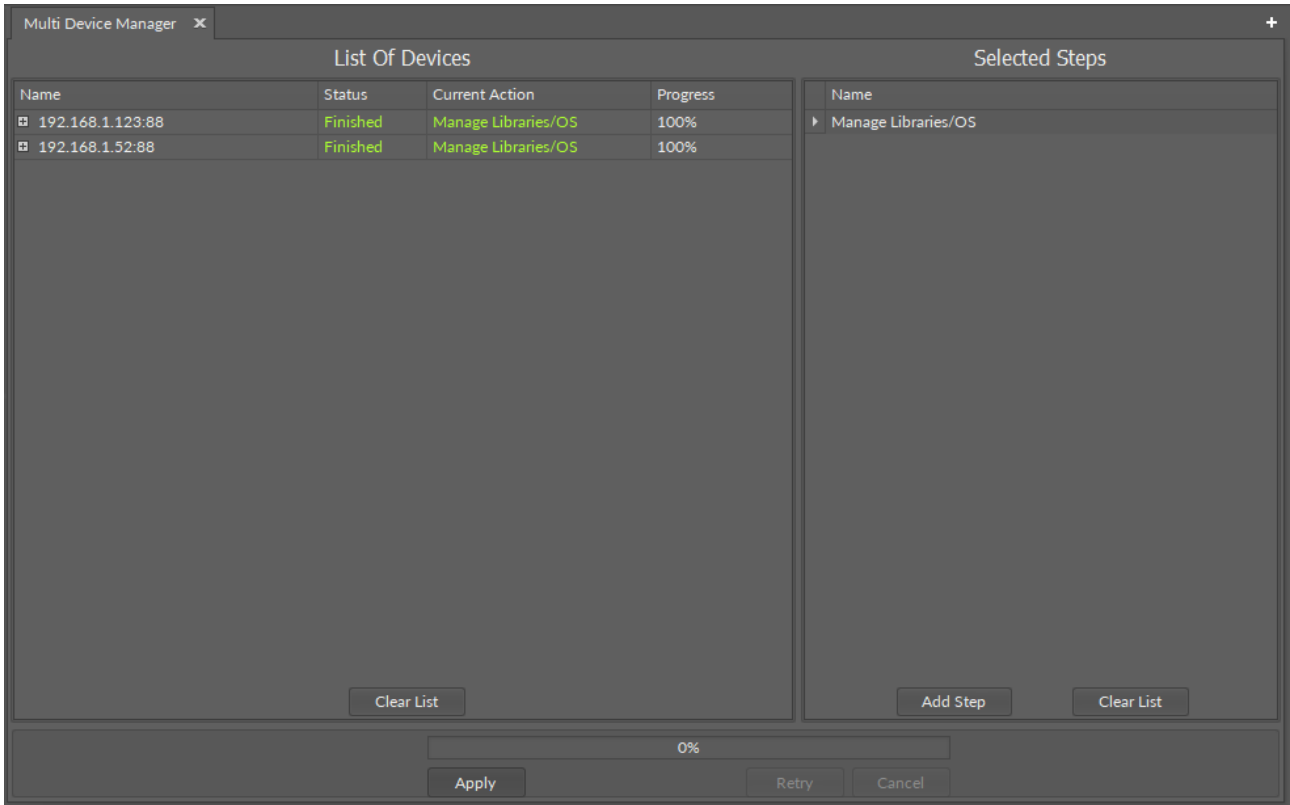 Multi Device Manager x +
List Of Devices Selected Steps
Name Status Current Action Progress Name
192.168.1.123:88 Finished Manage Libraries/OS 100% Manage Libraries/OS
192.168.1.52:88 Finished Manage Libraries/OS 100%
Clear List Add Step Clear List
0%
Apply Retry Cancel